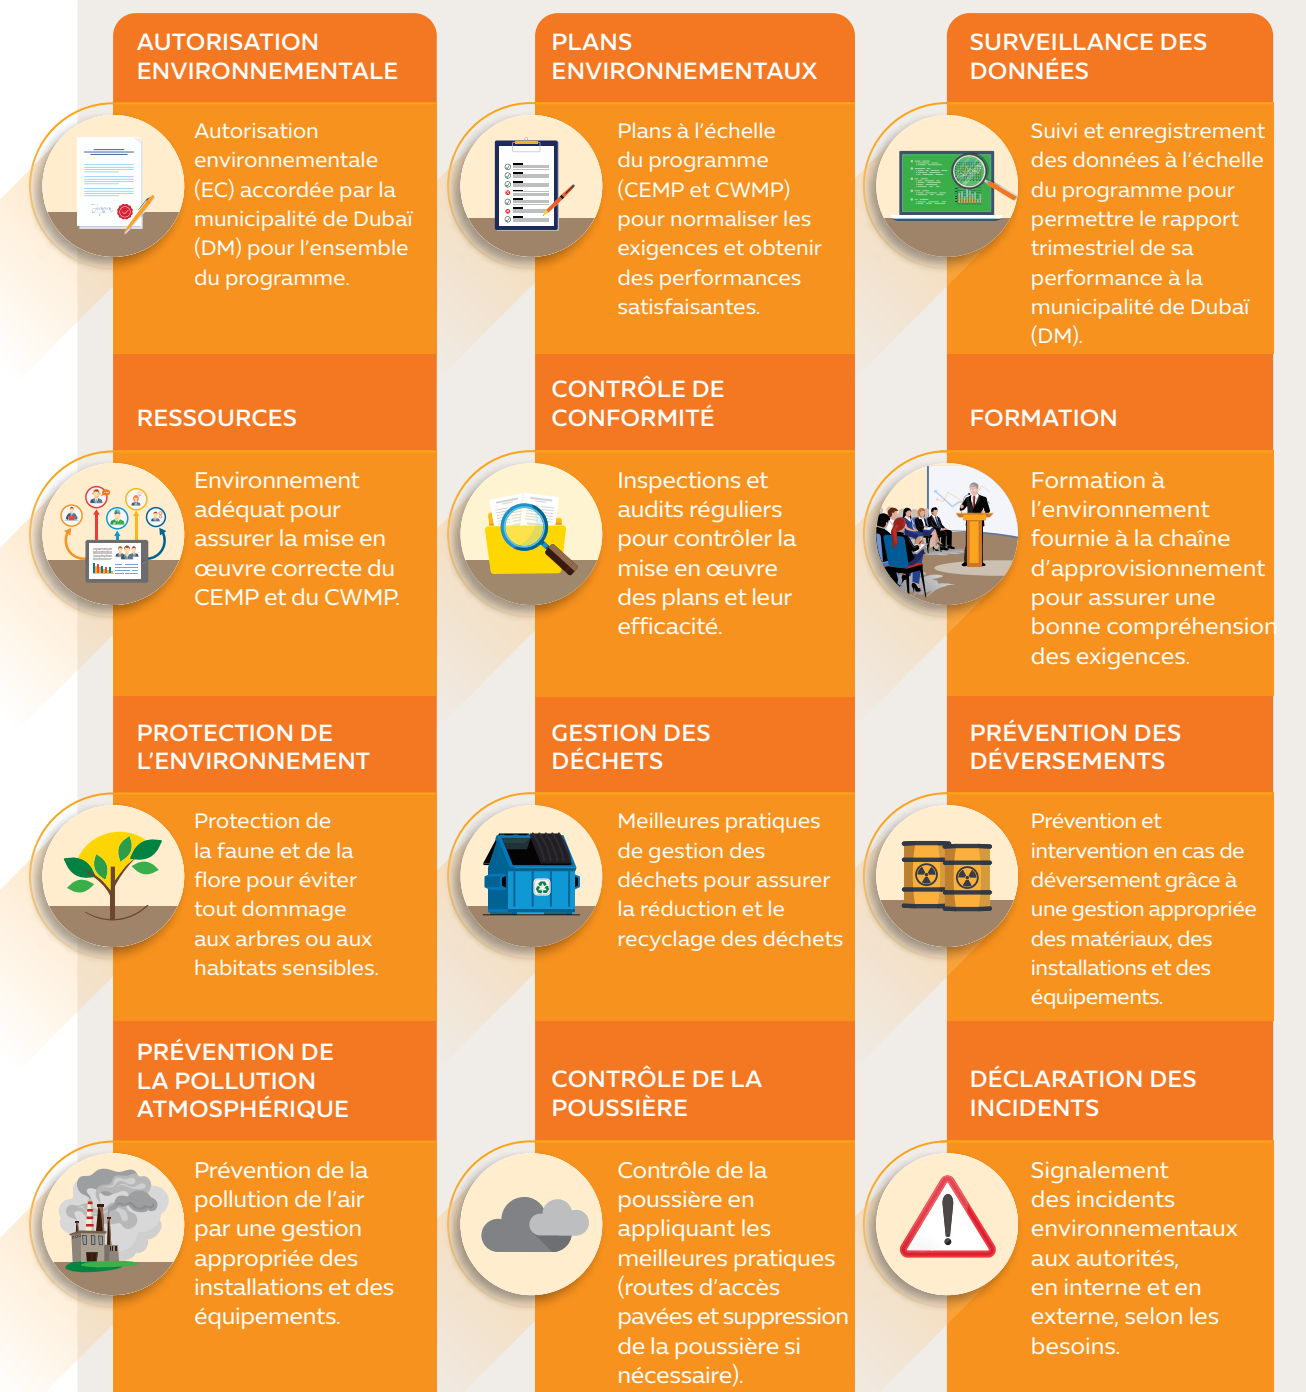 AUTORISATION
ENVIRONNEMENTALE
Autorisation
environnementale
(EC) accordée par la
municipalité de Dubaï
(DM) pour l’ensemble
du programme.
PLANS
ENVIRONNEMENTAUX
Plans à l’échelle
du programme
(CEMP et CWMP)
pour normaliser les
exigences et obtenir
des performances
satisfaisantes.
SURVEILLANCE DES
DONNÉES
Suivi et enregistrement
des données à l’échelle
du programme pour
permettre le rapport
trimestriel de sa
performance à la
municipalité de Dubaï
(DM).
RESSOURCES
Environnement
adéquat pour
assurer la mise en
œuvre correcte du
CEMP et du CWMP.
CONTRÔLE DE
CONFORMITÉ
Inspections et
audits réguliers
pour contrôler la
mise en œuvre
des plans et leur
efficacité.
FORMATION
Formation à
l’environnement
fournie à la chaîne
d’approvisionnement
pour assurer une
bonne compréhension
des exigences.
PROTECTION DE
L’ENVIRONNEMENT
Protection de
la faune et de la
flore pour éviter
tout dommage
aux arbres ou aux
habitats sensibles.
GESTION DES
DÉCHETS
Meilleures pratiques
de gestion des
déchets pour assurer
la réduction et le
recyclage des déchets
PRÉVENTION DES
DÉVERSEMENTS
Prévention et
intervention en cas de
déversement grâce à
une gestion appropriée
des matériaux, des
installations et des
équipements.
PRÉVENTION DE
LA POLLUTION
ATMOSPHÉRIQUE
Prévention de la
pollution de l’air
par une gestion
appropriée des
installations et des
équipements.
CONTRÔLE DE LA
POUSSIÈRE
Contrôle de la
poussière en
appliquant les
meilleures pratiques
(routes d’accès
pavées et suppression
de la poussière si
nécessaire).
DÉCLARATION DES
INCIDENTS
Signalement
des incidents
environnementaux
aux autorités,
en interne et en
externe, selon les
besoins.